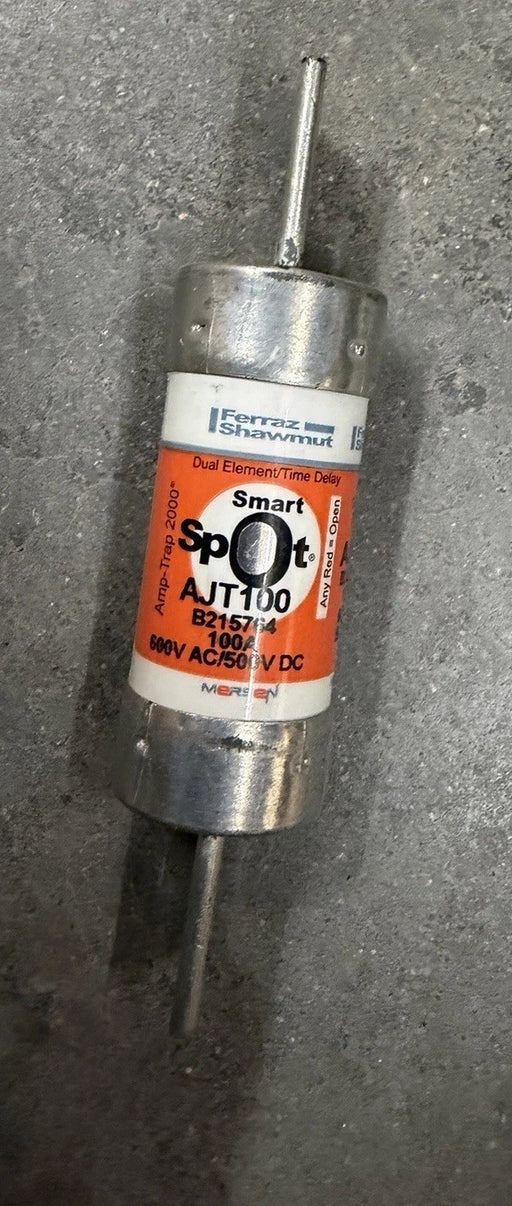 Ferraz
Shawmut
Dual Element/Time Delay
Amp-Trap 2000®
Smart
Spot®
Any Red = Open
AJT100
B215764
100A
600V AC/500V DC
MERSEN